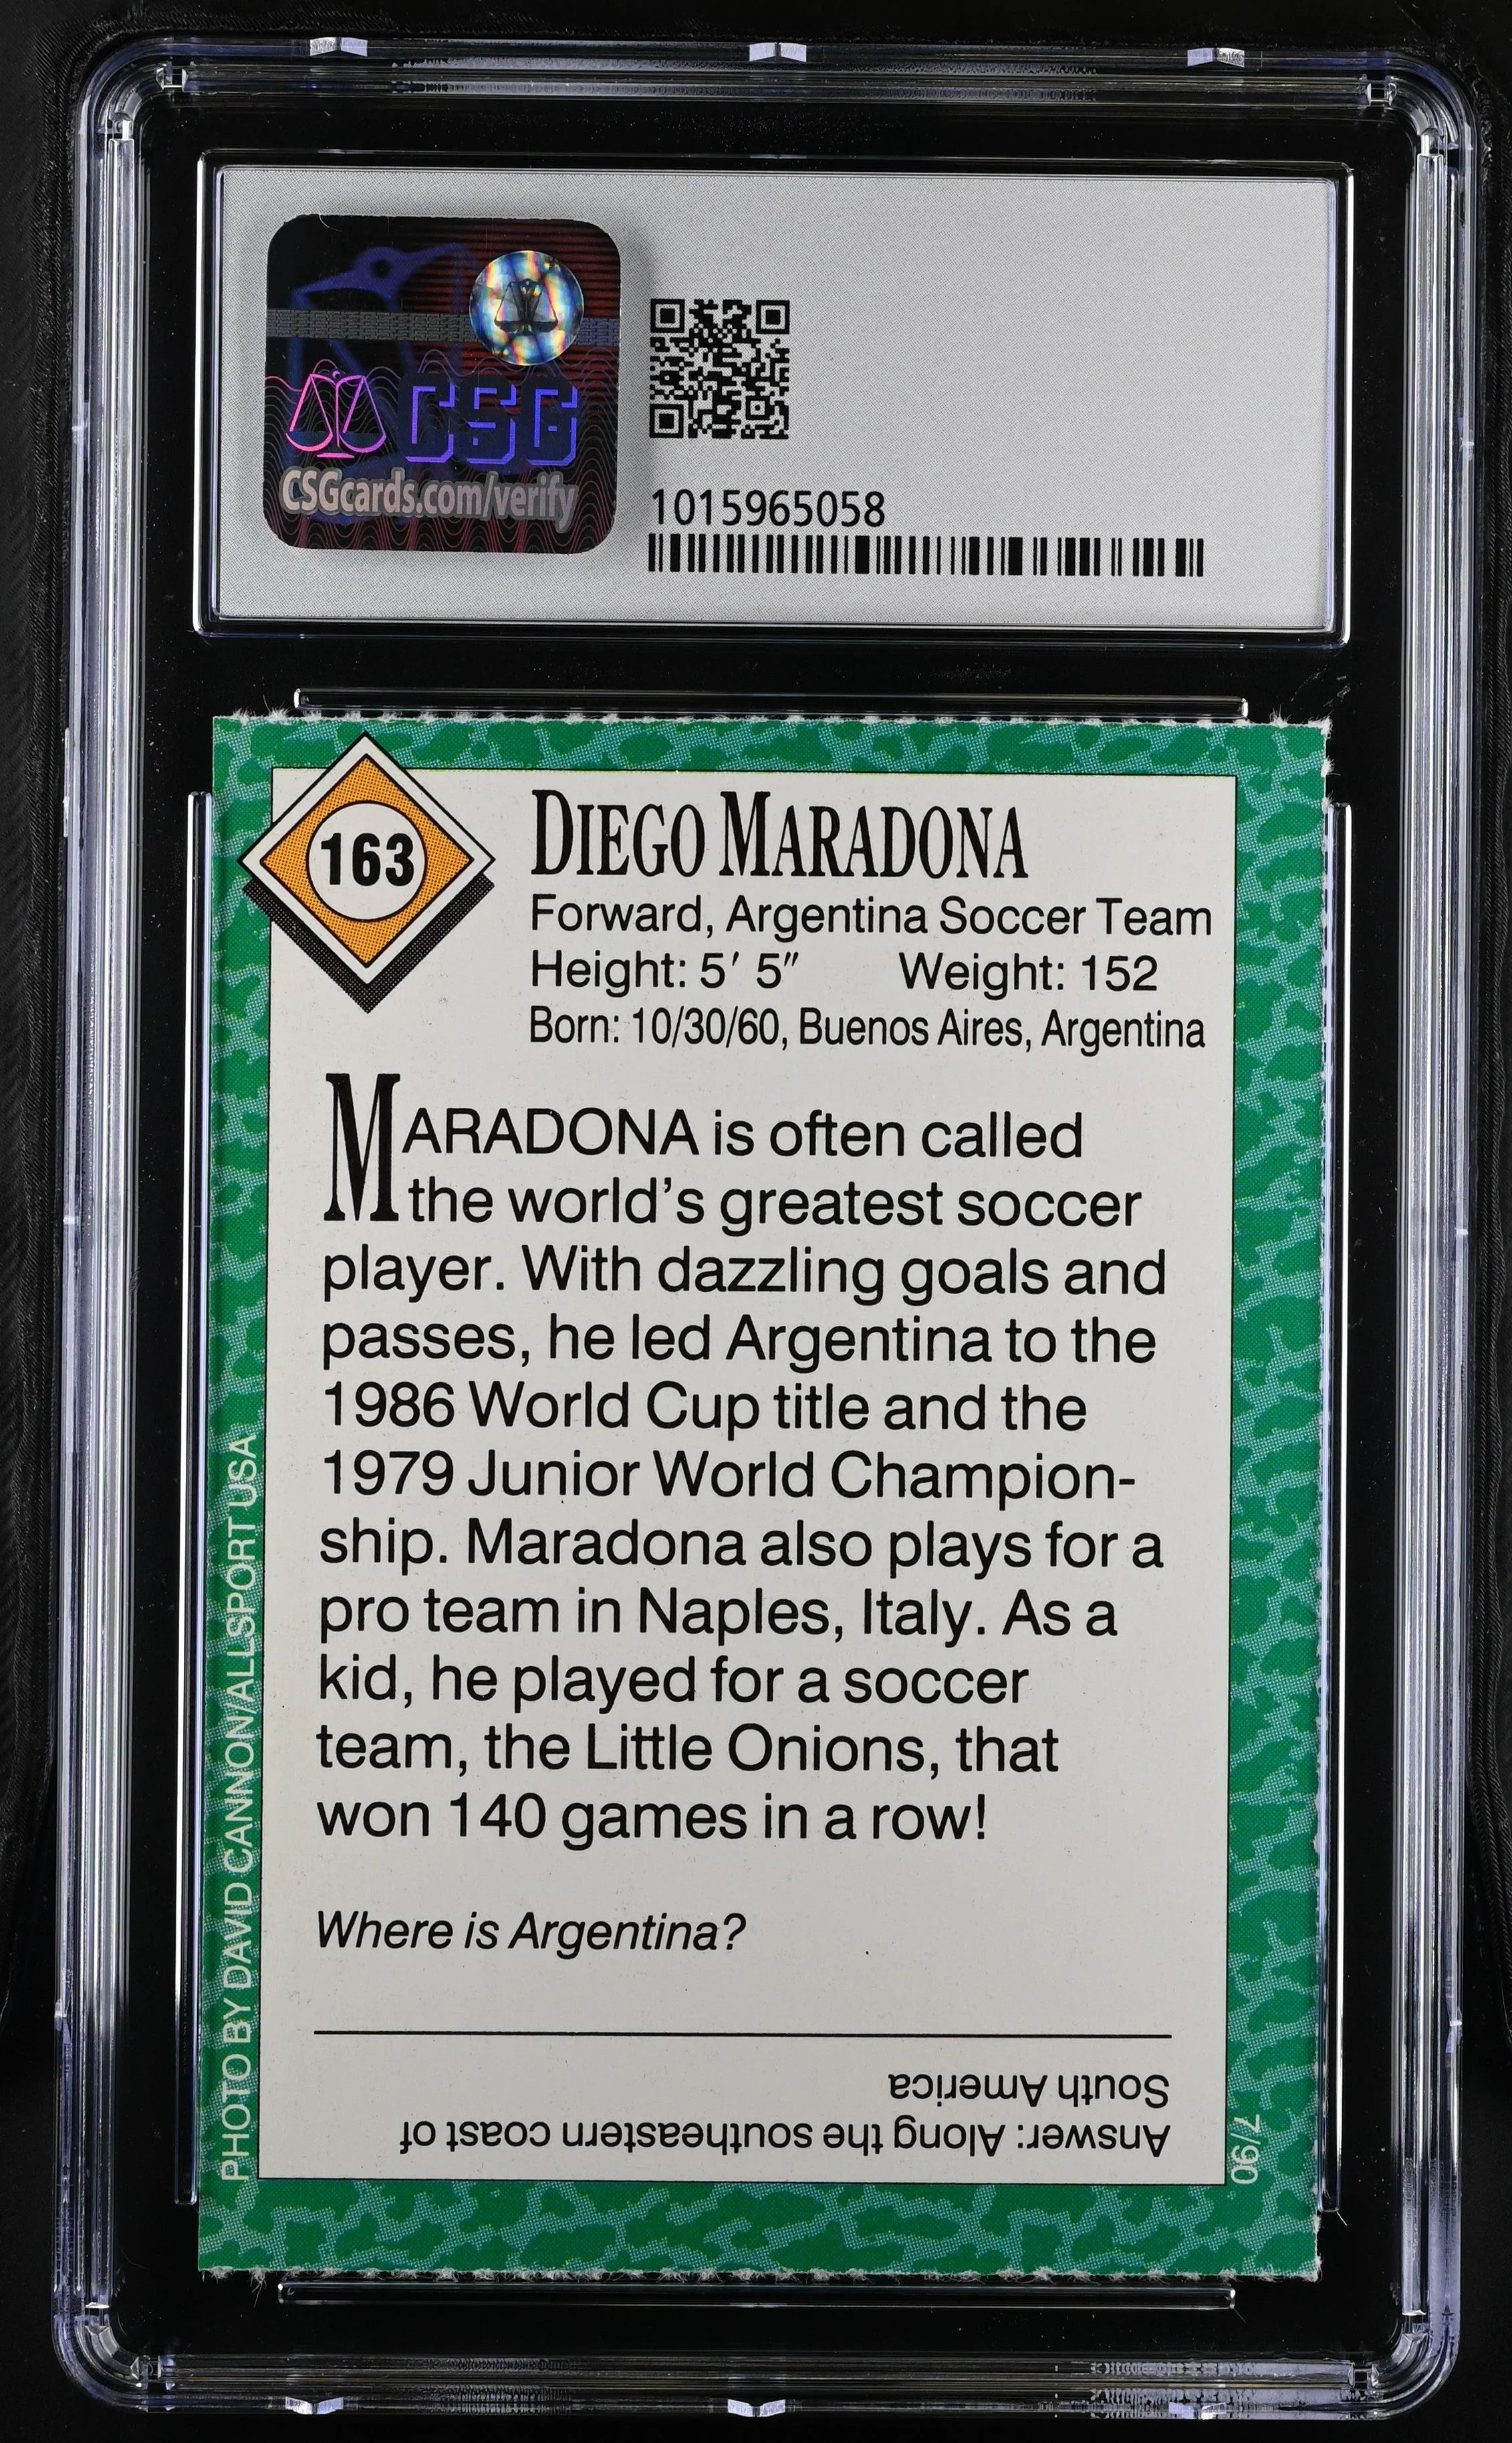 CSG
CSGcards.com/verify
1015965058
163
DIEGO MARADONA
Forward, Argentina Soccer Team
Height: 5′ 5″ Weight: 152
Born: 10/30/60, Buenos Aires, Argentina
MARADONA is often called
the world's greatest soccer
player. With dazzling goals and
passes, he led Argentina to the
1986 World Cup title and the
1979 Junior World Champion-
ship. Maradona also plays for a
pro team in Naples, Italy. As a
kid, he played for a soccer
team, the Little Onions, that
won 140 games in a row!
Where is Argentina?
Answer: Along the southeastern coast of
South America
PHOTO BY DAVID CANNON/ALLSPORT USA
7/90